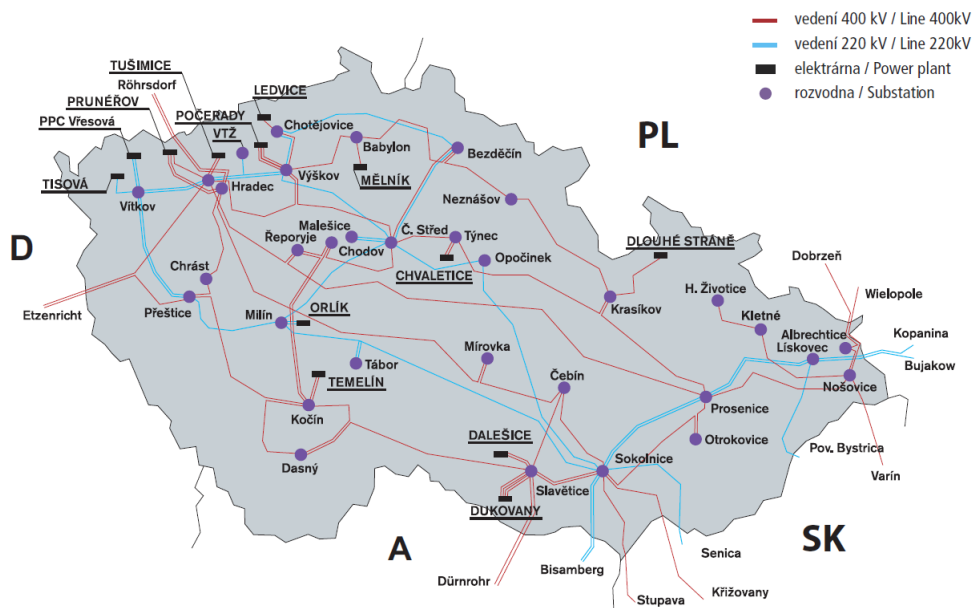 vedení 400 kV / Line 400kV
vedení 220 kV / Line 220kV
elektrárna / Power plant
rozvodna / Substation
TUŠIMICE
Röhrsdorf
PRUNÉŘOV
LEDVICE
PPC Vřesová
POČERADY
Chotějovice
VTŽ
Babylon
Bezděčín
PL
TISOVÁ
Hradec
Výškov
MĚLNÍK
Vítkov
Neznášov
D
Malešice
Řeporyje
Chodov
Č. Střed
Týnec
DLOUHÉ STRÁNĚ
Dobrzeň
Chrást
CHVALETICE
Opočinek
H. Životice
Wielopole
Etzenricht
Přeštice
Milín
ORLÍK
Krasíkov
Kletné
Albrechtice
Kopanina
Lískovec
Mírovka
Bujakow
Tábor
TEMELÍN
Čebín
Nošovice
Kočín
Prosenice
DALEŠICE
Otrokovice
Pov. Bystrica
Dasný
Sokolnice
Varín
Slavětice
DUKOVANY
A
SK
Senica
Dürnrohr
Bisamberg
Stupava
Křižovany